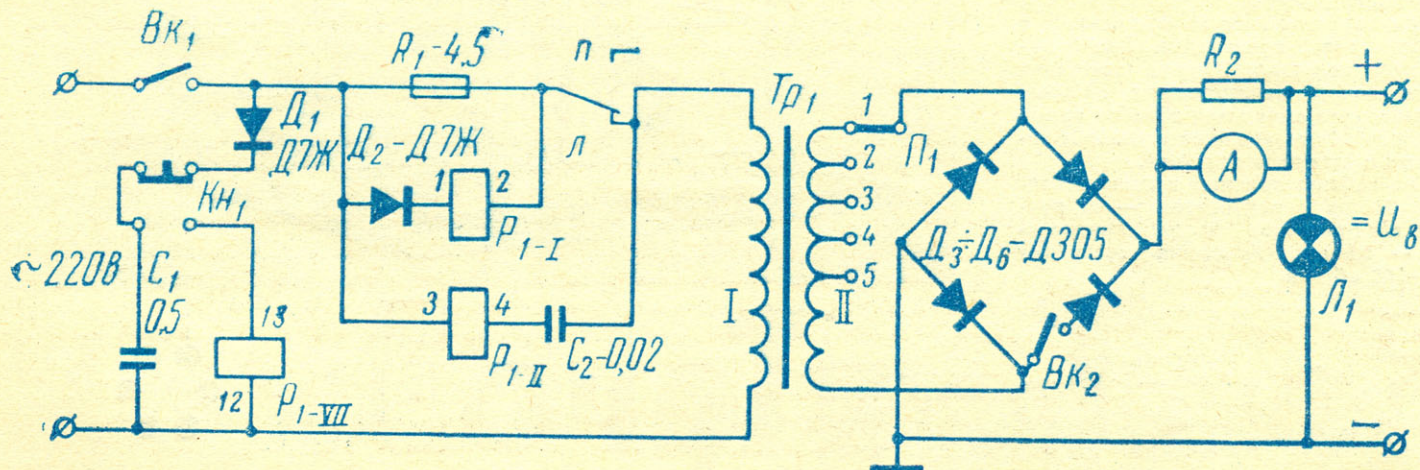 Вк₁
R₁-4,5
п
л
Д₁
Д7Ж
Д₂-Д7Ж
Кн₁
1
2
Р₁₋I
~220В
С₁
0,5
3
4
Р₁₋II
С₂-0,02
13
12
Р₁₋VII
Тр₁
I
II
1
2
3
4
5
П₁
Д₃÷Д₆-Д305
Вк₂
R₂
А
+
=Uв
Л₁
−